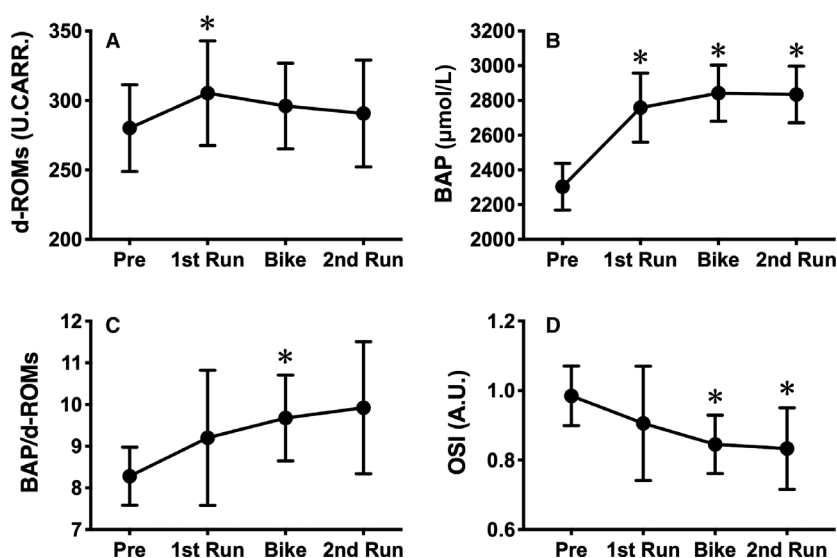 A
d-ROMs (U.CARR.)
350
300
250
200
*
Pre 1st Run Bike 2nd Run
B
BAP (µmol/L)
3200
3000
2800
2600
2400
2200
2000
* * *
Pre 1st Run Bike 2nd Run
C
BAP/d-ROMs
12
11
10
9
8
7
*
Pre 1st Run Bike 2nd Run
D
OSI (A.U.)
1.2
1.0
0.8
0.6
* *
Pre 1st Run Bike 2nd Run